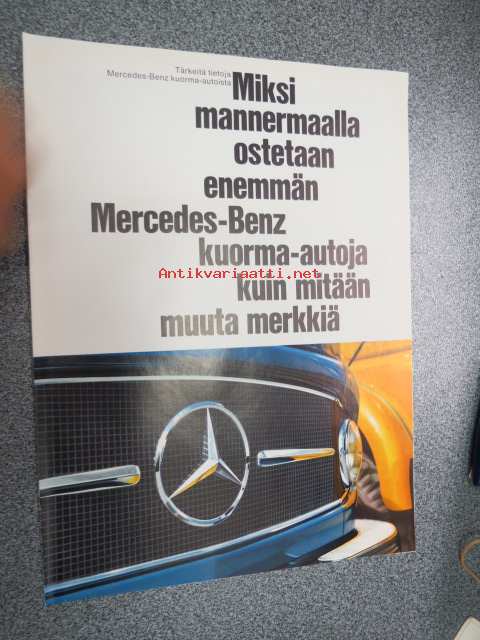 Tärkeitä tietoja
Mercedes-Benz kuorma-autoista
Miksi
mannermaalla
ostetaan
enemmän
Mercedes-Benz
kuorma-autoja
Antikvariaatti.net
kuin mitään
muuta merkkiä